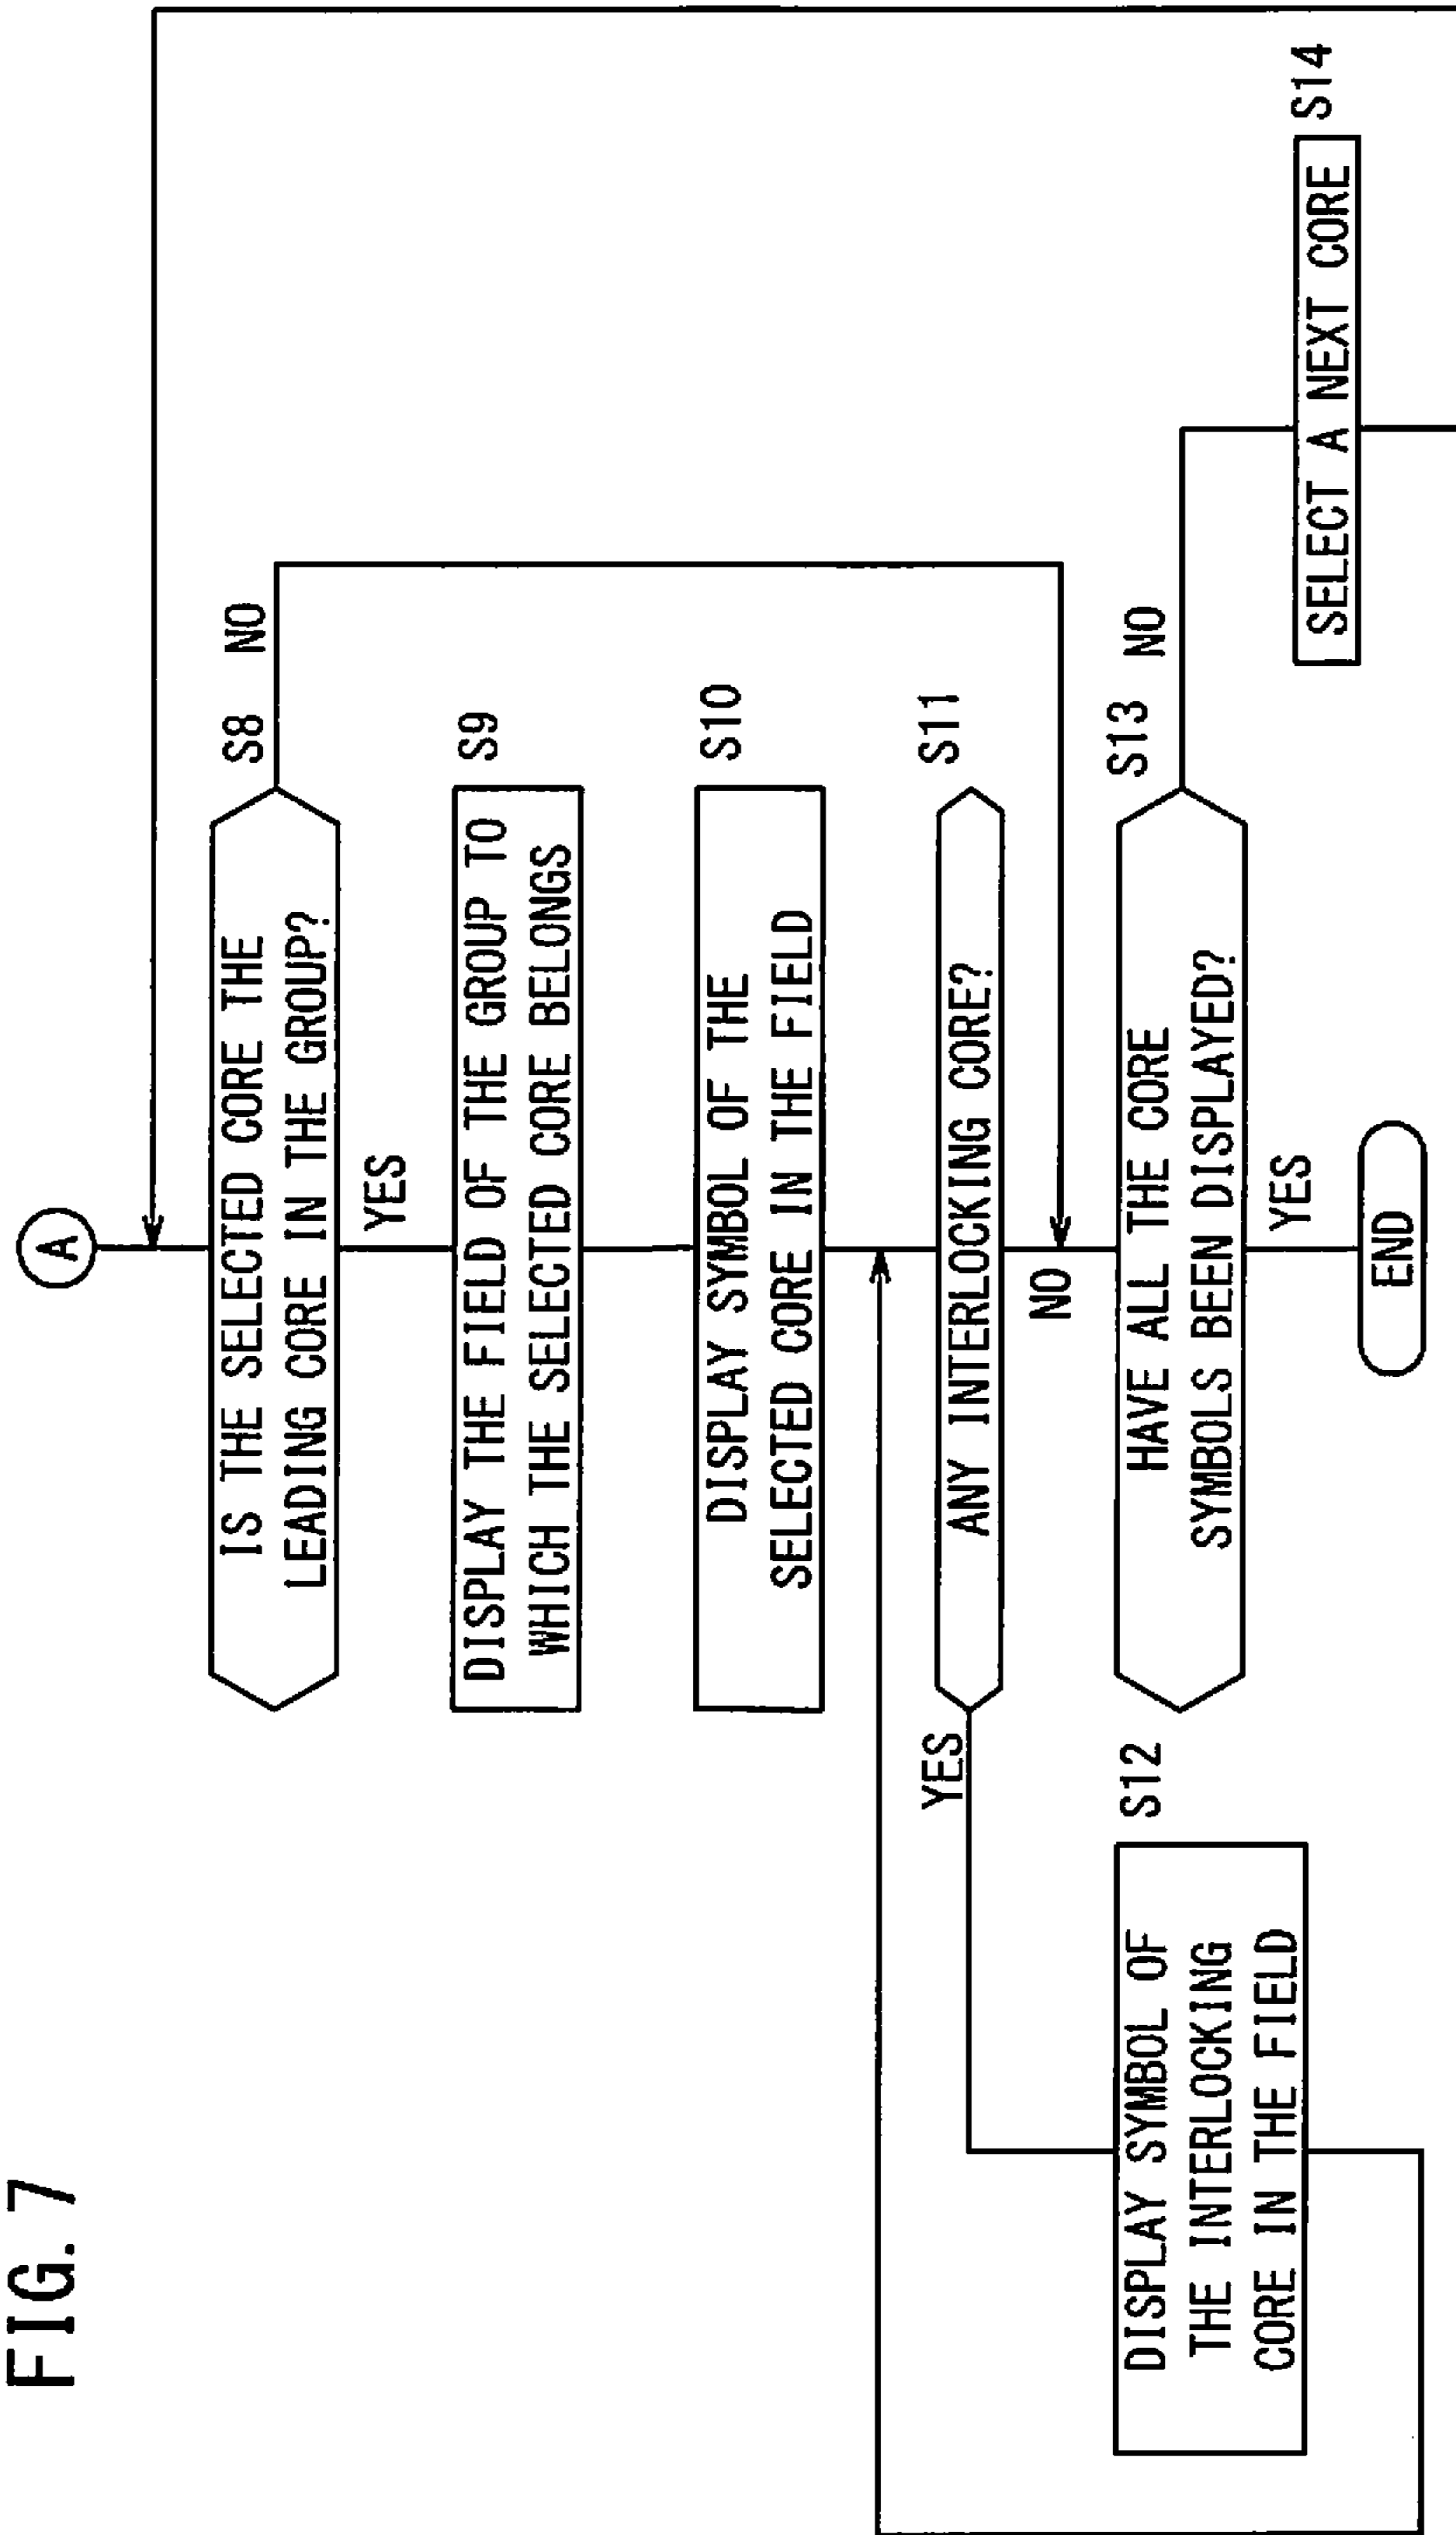 FIG. 7
A
IS THE SELECTED CORE THE
LEADING CORE IN THE GROUP?
S8
NO
YES
DISPLAY THE FIELD OF THE GROUP TO
WHICH THE SELECTED CORE BELONGS
S9
DISPLAY SYMBOL OF THE
SELECTED CORE IN THE FIELD
S10
ANY INTERLOCKING CORE?
S11
YES
NO
DISPLAY SYMBOL OF
THE INTERLOCKING
CORE IN THE FIELD
S12
HAVE ALL THE CORE
SYMBOLS BEEN DISPLAYED?
S13
NO
YES
SELECT A NEXT CORE
S14
END